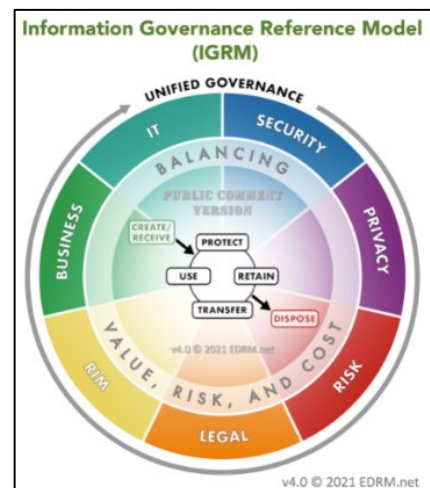 Information Governance Reference Model
(IGRM)
UNIFIED GOVERNANCE
IT
SECURITY
BUSINESS
PRIVACY
RIM
LEGAL
RISK
BALANCING
VALUE, RISK, AND COST
PUBLIC COMMENT
VERSION
CREATE/
RECEIVE
PROTECT
USE
RETAIN
TRANSFER
DISPOSE
v4.0 © 2021 EDRM.net
v4.0 © 2021 EDRM.net